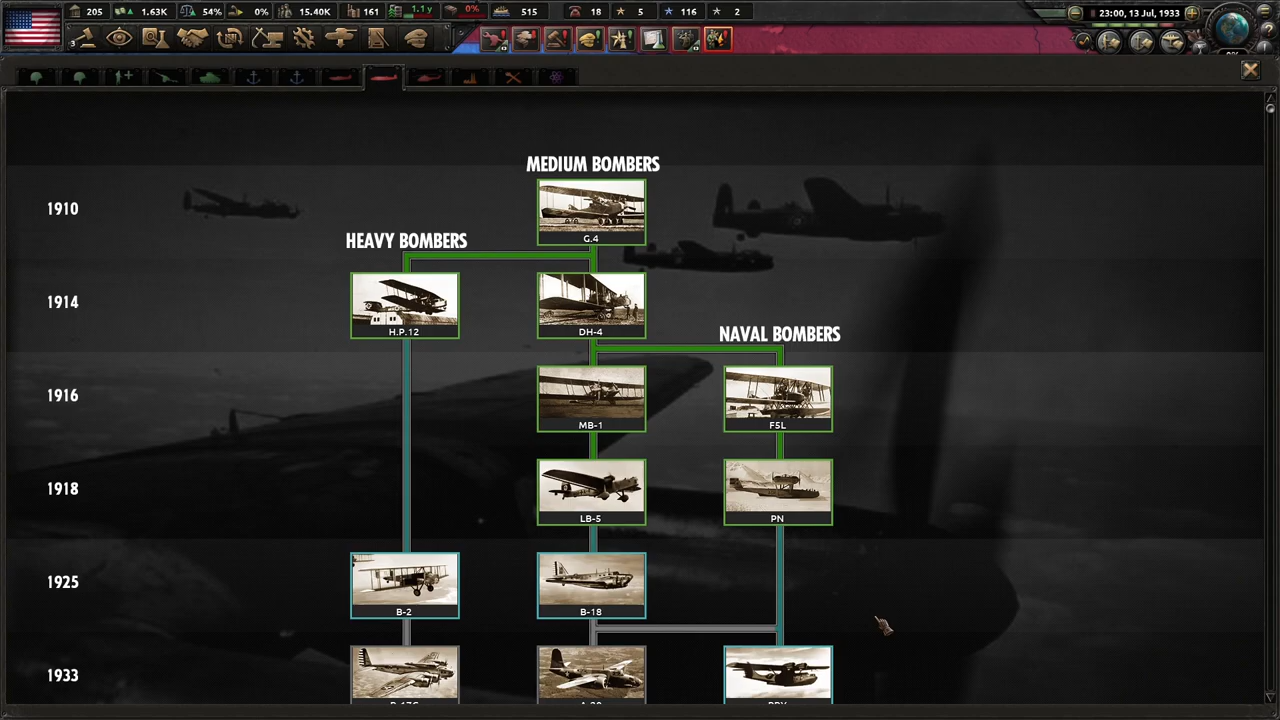 205 1.63K 54% 0% 15.40K 161 1.1 y 0% 515 18 5 116 2 23:00, 13 Jul, 1933
3
MEDIUM BOMBERS
1910
G.4
HEAVY BOMBERS
1914
H.P.12 DH-4
NAVAL BOMBERS
1916
MB-1 F5L
1918
LB-5 PN
1925
B-2 B-18
1933